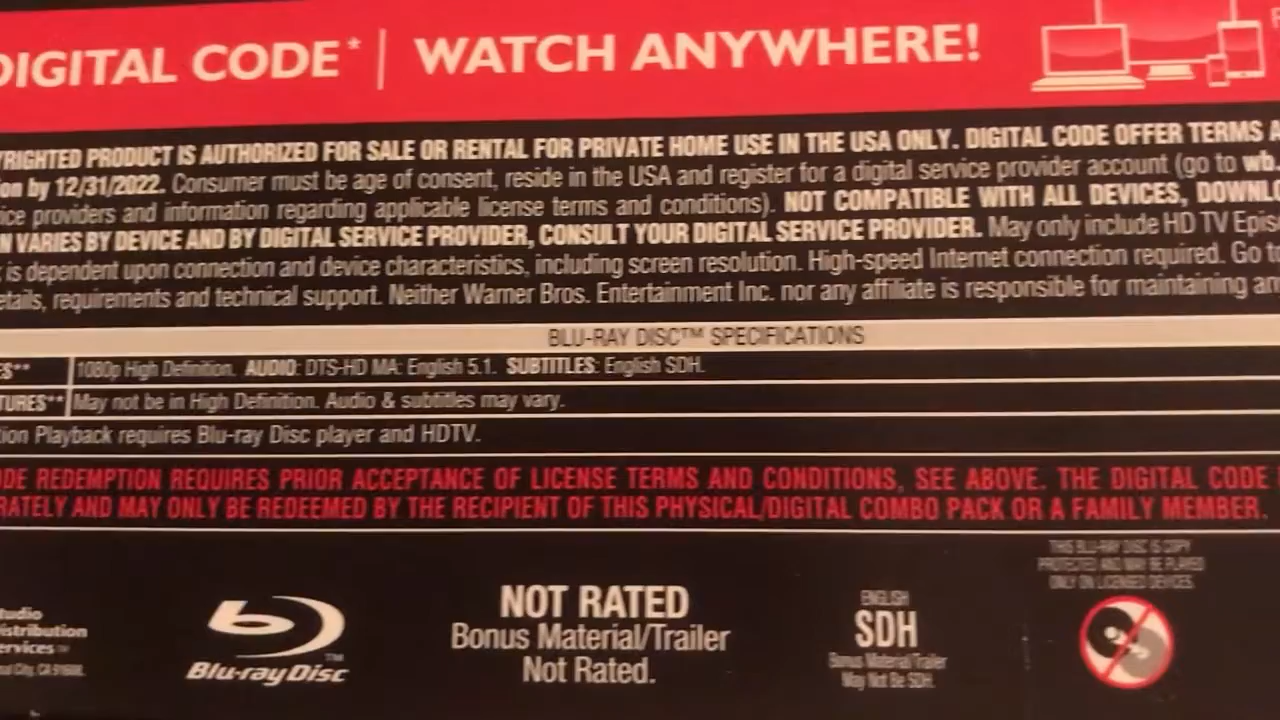 DIGITAL CODE* | WATCH ANYWHERE!
YRIGHTED PRODUCT IS AUTHORIZED FOR SALE OR RENTAL FOR PRIVATE HOME USE IN THE USA ONLY. DIGITAL CODE OFFER TERMS A
on by 12/31/2022. Consumer must be age of consent, reside in the USA and register for a digital service provider account (go to wb.
ice providers and information regarding applicable license terms and conditions). NOT COMPATIBLE WITH ALL DEVICES, DOWNLO
N VARIES BY DEVICE AND BY DIGITAL SERVICE PROVIDER, CONSULT YOUR DIGITAL SERVICE PROVIDER. May only include HD TV Epis
is dependent upon connection and device characteristics, including screen resolution. High-speed Internet connection required. Go to
etails, requirements and technical support. Neither Warner Bros. Entertainment Inc. nor any affiliate is responsible for maintaining an
BLU-RAY DISC™ SPECIFICATIONS
ES** 1080p High Definition. AUDIO: DTS-HD MA: English 5.1. SUBTITLES: English SDH.
TURES** May not be in High Definition. Audio & subtitles may vary.
ion Playback requires Blu-ray Disc player and HDTV.
DE REDEMPTION REQUIRES PRIOR ACCEPTANCE OF LICENSE TERMS AND CONDITIONS, SEE ABOVE. THE DIGITAL CODE
RATELY AND MAY ONLY BE REDEEMED BY THE RECIPIENT OF THIS PHYSICAL/DIGITAL COMBO PACK OR A FAMILY MEMBER.
tudio
istribution
ervices
al City, CA 91608.
Blu-ray Disc™
NOT RATED
Bonus Material/Trailer
Not Rated.
ENGLISH
SDH
Bonus Material/Trailer
May Not Be SDH.
THIS BLU-RAY DISC IS COPY
PROTECTED AND MAY BE PLAYED
ONLY ON LICENSED DEVICES.